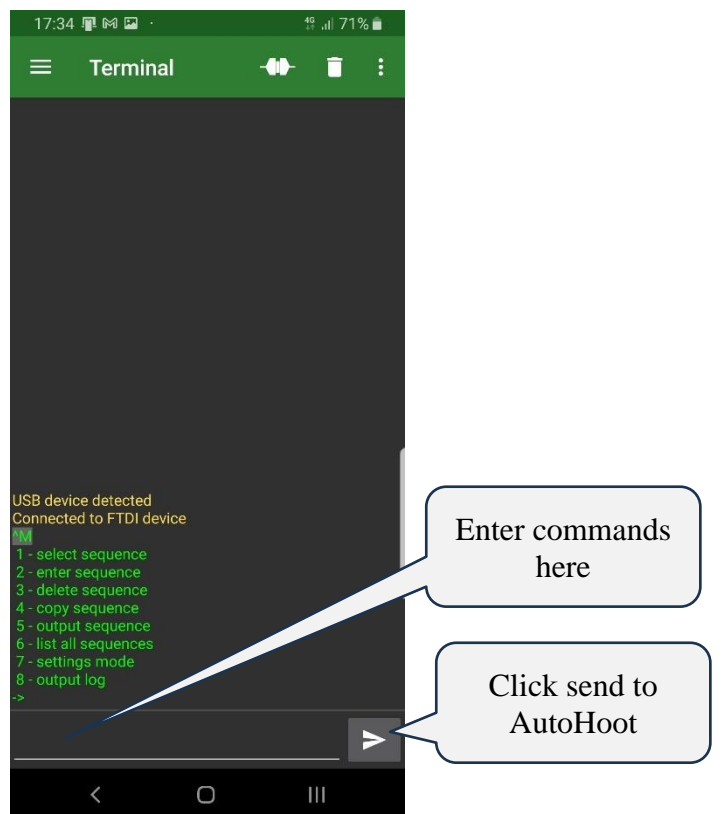 17:34
4G 71%
Terminal
USB device detected
Connected to FTDI device
^M
1 - select sequence
2 - enter sequence
3 - delete sequence
4 - copy sequence
5 - output sequence
6 - list all sequences
7 - settings mode
8 - output log
->
Enter commands
here
Click send to
AutoHoot